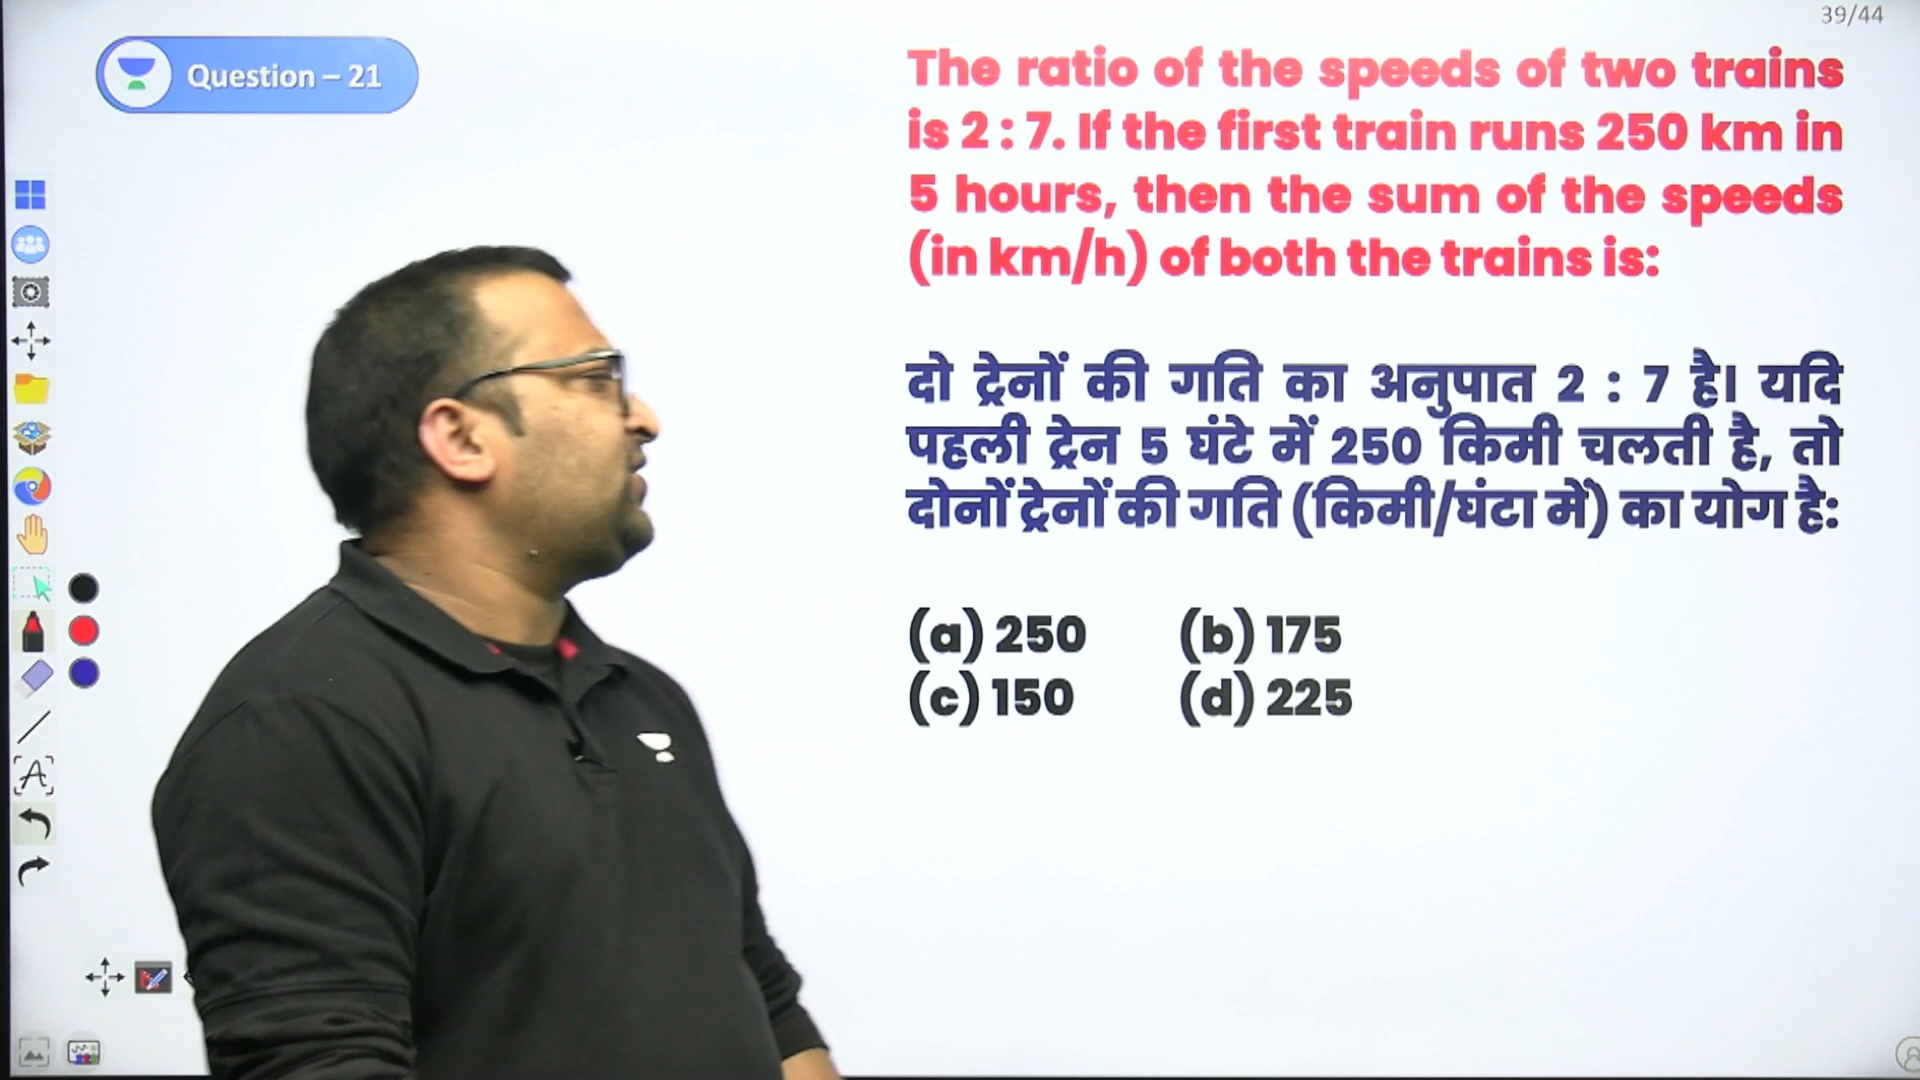 39/44
Question – 21
The ratio of the speeds of two trains
is 2 : 7. If the first train runs 250 km in
5 hours, then the sum of the speeds
(in km/h) of both the trains is:
दो ट्रेनों की गति का अनुपात 2 : 7 है। यदि
पहली ट्रेन 5 घंटे में 250 किमी चलती है, तो
दोनों ट्रेनों की गति (किमी/घंटा में) का योग है:
(a) 250 (b) 175
(c) 150 (d) 225